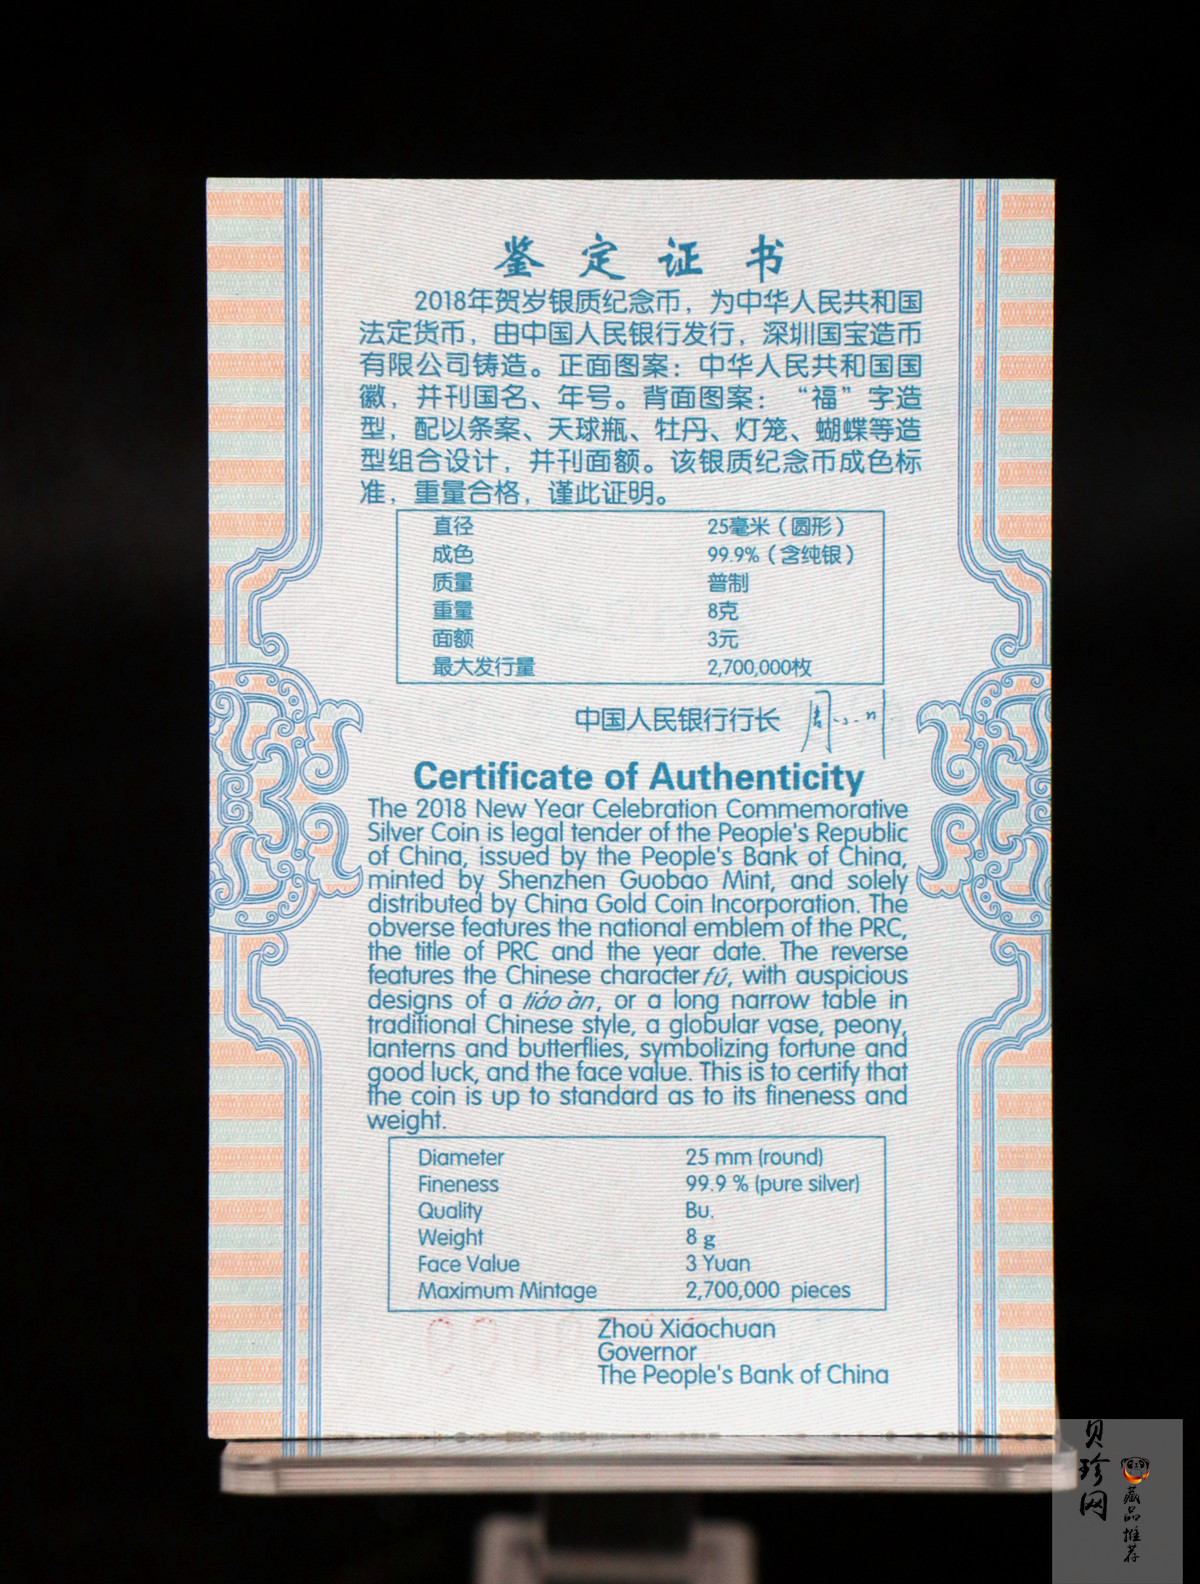 鉴定证书
2018年贺岁银质纪念币，为中华人民共和国
法定货币，由中国人民银行发行，深圳国宝造币
有限公司铸造。正面图案：中华人民共和国国
徽，并刊国名、年号。背面图案：“福”字造
型，配以条案、天球瓶、牡丹、灯笼、蝴蝶等造
型组合设计，并刊面额。该银质纪念币成色标
准，重量合格，谨此证明。
直径 25毫米（圆形）
成色 99.9%（含纯银）
质量 普制
重量 8克
面额 3元
最大发行量 2,700,000枚
中国人民银行行长
Certificate of Authenticity
The 2018 New Year Celebration Commemorative
Silver Coin is legal tender of the People's Republic
of China, issued by the People's Bank of China,
minted by Shenzhen Guobao Mint, and solely
distributed by China Gold Coin Incorporation. The
obverse features the national emblem of the PRC,
the title of PRC and the year date. The reverse
features the Chinese character fú, with auspicious
designs of a tiáo àn, or a long narrow table in
traditional Chinese style, a globular vase, peony,
lanterns and butterflies, symbolizing fortune and
good luck, and the face value. This is to certify that
the coin is up to standard as to its fineness and
weight.
Diameter 25 mm (round)
Fineness 99.9 % (pure silver)
Quality Bu.
Weight 8 g
Face Value 3 Yuan
Maximum Mintage 2,700,000 pieces
Zhou Xiaochuan
Governor
The People's Bank of China
贝珍网
藏品推荐